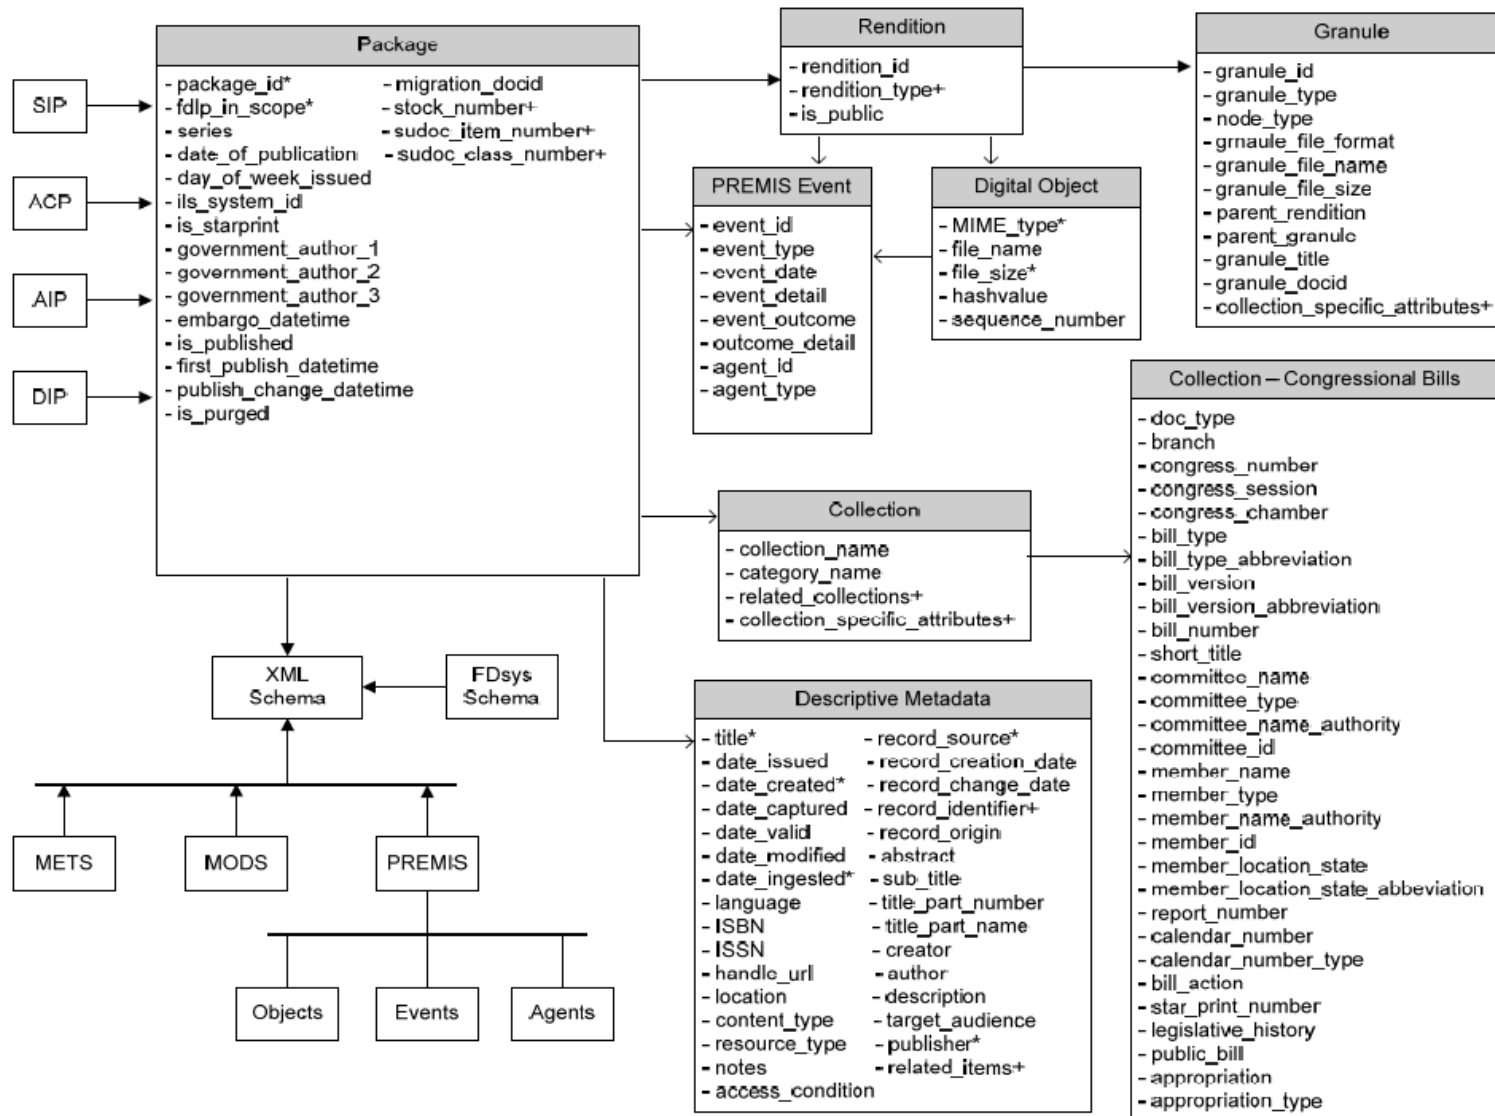 Package
- package_id*
- fdlp_in_scope*
- series
- date_of_publication
- day_of_week_issued
- ils_system_id
- is_starprint
- government_author_1
- government_author_2
- government_author_3
- embargo_datetime
- is_published
- first_publish_datetime
- publish_change_datetime
- is_purged
- migration_docid
- stock_number+
- sudoc_item_number+
- sudoc_class_number+
SIP
ACP
AIP
DIP
Rendition
- rendition_id
- rendition_type+
- is_public
Granule
- granule_id
- granule_type
- node_type
- grnaule_file_format
- granule_file_name
- granule_file_size
- parent_rendition
- parent_granule
- granule_title
- granule_docid
- collection_specific_attributes+
PREMIS Event
- event_id
- event_type
- event_date
- event_detail
- event_outcome
- outcome_detail
- agent_id
- agent_type
Digital Object
- MIME_type*
- file_name
- file_size*
- hashvalue
- sequence_number
Collection
- collection_name
- category_name
- related_collections+
- collection_specific_attributes+
Collection – Congressional Bills
- doc_type
- branch
- congress_number
- congress_session
- congress_chamber
- bill_type
- bill_type_abbreviation
- bill_version
- bill_version_abbreviation
- bill_number
- short_title
- committee_name
- committee_type
- committee_name_authority
- committee_id
- member_name
- member_type
- member_name_authority
- member_id
- member_location_state
- member_location_state_abbeviation
- report_number
- calendar_number
- calendar_number_type
- bill_action
- star_print_number
- legislative_history
- public_bill
- appropriation
- appropriation_type
XML
Schema
FDsys
Schema
METS
MODS
PREMIS
Objects
Events
Agents
Descriptive Metadata
- title*
- date_issued
- date_created*
- date_captured
- date_valid
- date_modified
- date_ingested*
- language
- ISBN
- ISSN
- handle_url
- location
- content_type
- resource_type
- notes
- access_condition
- record_source*
- record_creation_date
- record_change_date
- record_identifier+
- record_origin
- abstract
- sub_title
- title_part_number
- title_part_name
- creator
- author
- description
- target_audience
- publisher*
- related_items+